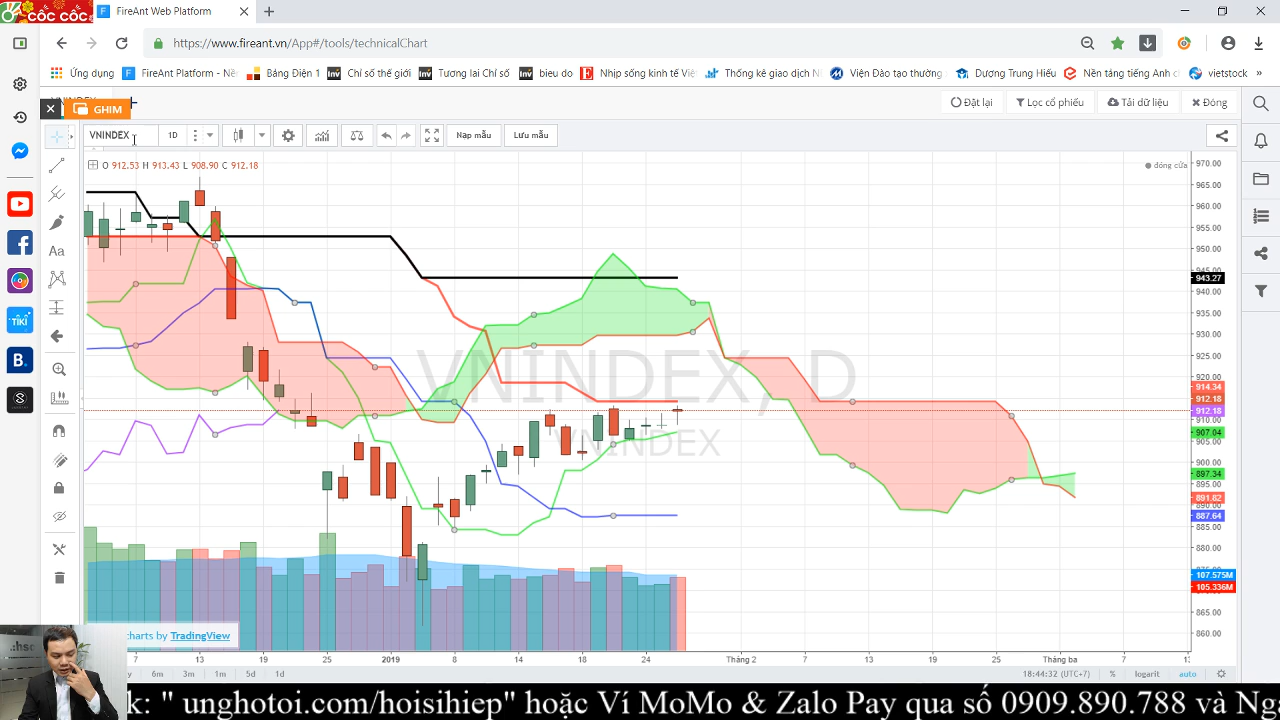 CỐC CỐC
FireAnt Web Platform
https://www.fireant.vn/App#/tools/technicalChart
Ứng dụng
FireAnt Platform - Nề
Bảng Điện 1
Chỉ số thế giới
Tương lai Chỉ số
bieu do
Nhịp sống kinh tế Việ
Thống kê giao dịch N
Viện Đào tạo thương
Dương Trung Hiếu
Nền tảng tiếng Anh c
vietstock
»
GHIM
Đặt lại
Lọc cổ phiếu
Tải dữ liệu
Đóng
VNINDEX
1D
Nạp mẫu
Lưu mẫu
O 912.53 H 913.43 L 908.90 C 912.18
đóng cửa
VNINDEX, D
VNINDEX
970.00
965.00
960.00
955.00
950.00
945.00
943.27
940.00
935.00
930.00
925.00
920.00
914.34
912.18
912.18
910.00
907.04
905.00
900.00
897.34
895.00
891.82
890.00
887.64
885.00
880.00
107.575M
105.336M
865.00
860.00
Aa
TIKI
B.
charts by TradingView
7
13
19
25
2019
8
14
18
24
Tháng 2
7
13
19
25
Tháng ba
7
6m
3m
1m
5d
1d
18:44:32 (UTC+7)
%
logarit
auto
:hsc
k: " unghotoi.com/hoisihiep" hoặc Ví MoMo & Zalo Pay qua số 0909.890.788 và Ng